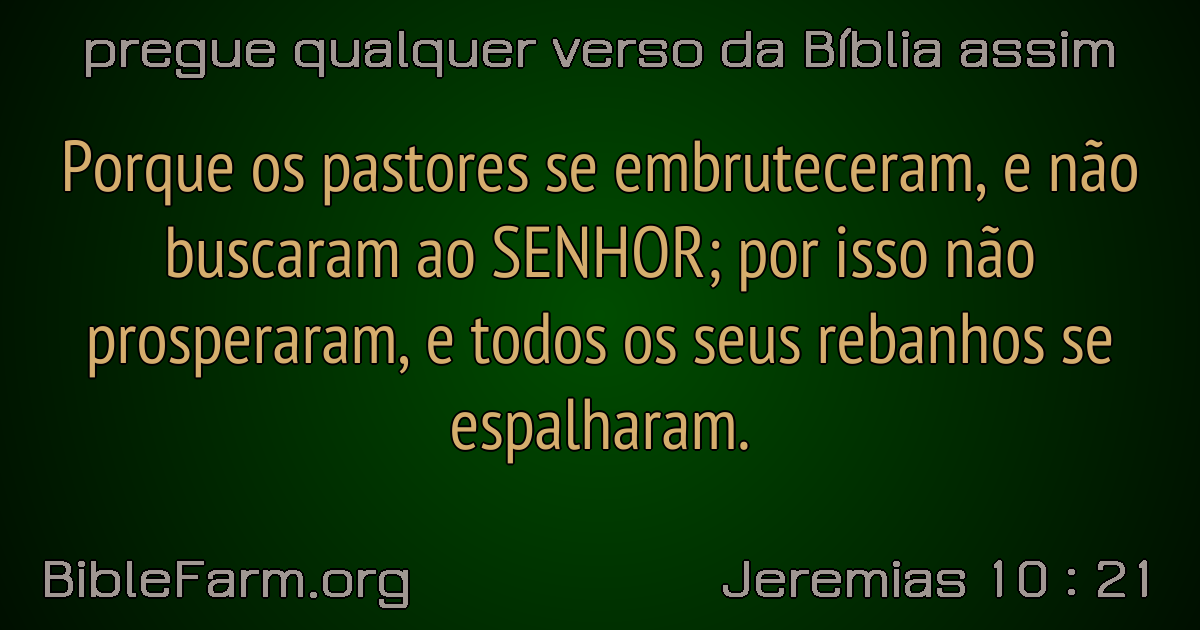 pregue qualquer verso da Bíblia assim
Porque os pastores se embruteceram, e não
buscaram ao SENHOR; por isso não
prosperaram, e todos os seus rebanhos se
espalharam.
BibleFarm.org
Jeremias 10 : 21